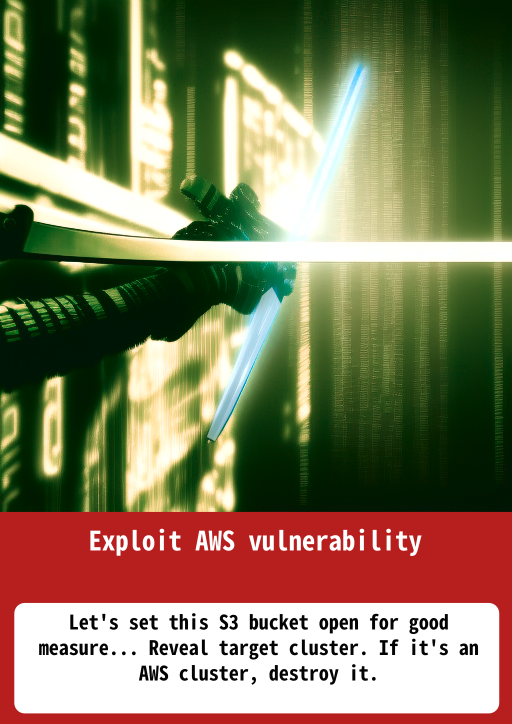 Exploit AWS vulnerability
Let's set this S3 bucket open for good
measure... Reveal target cluster. If it's an
AWS cluster, destroy it.